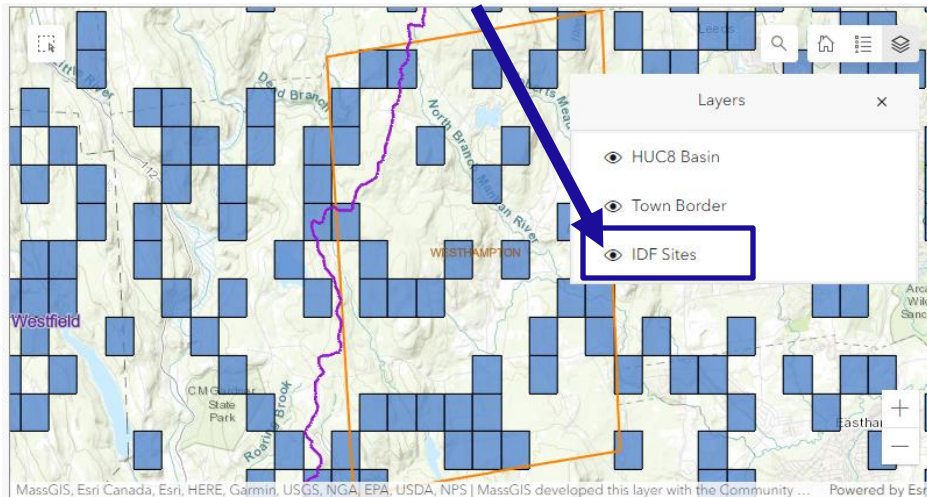 Leeds
Layers
HUC8 Basin
Town Border
IDF Sites
Dead Branch
North Branch Manhan River
112
WESTHAMPTON
Westfield
CM Gardner
State
Park
Roaring Brook
MassGIS, Esri Canada, Esri, HERE, Garmin, USGS, NGA, EPA, USDA, NPS | MassGIS developed this layer with the Community ... Powered by Esri